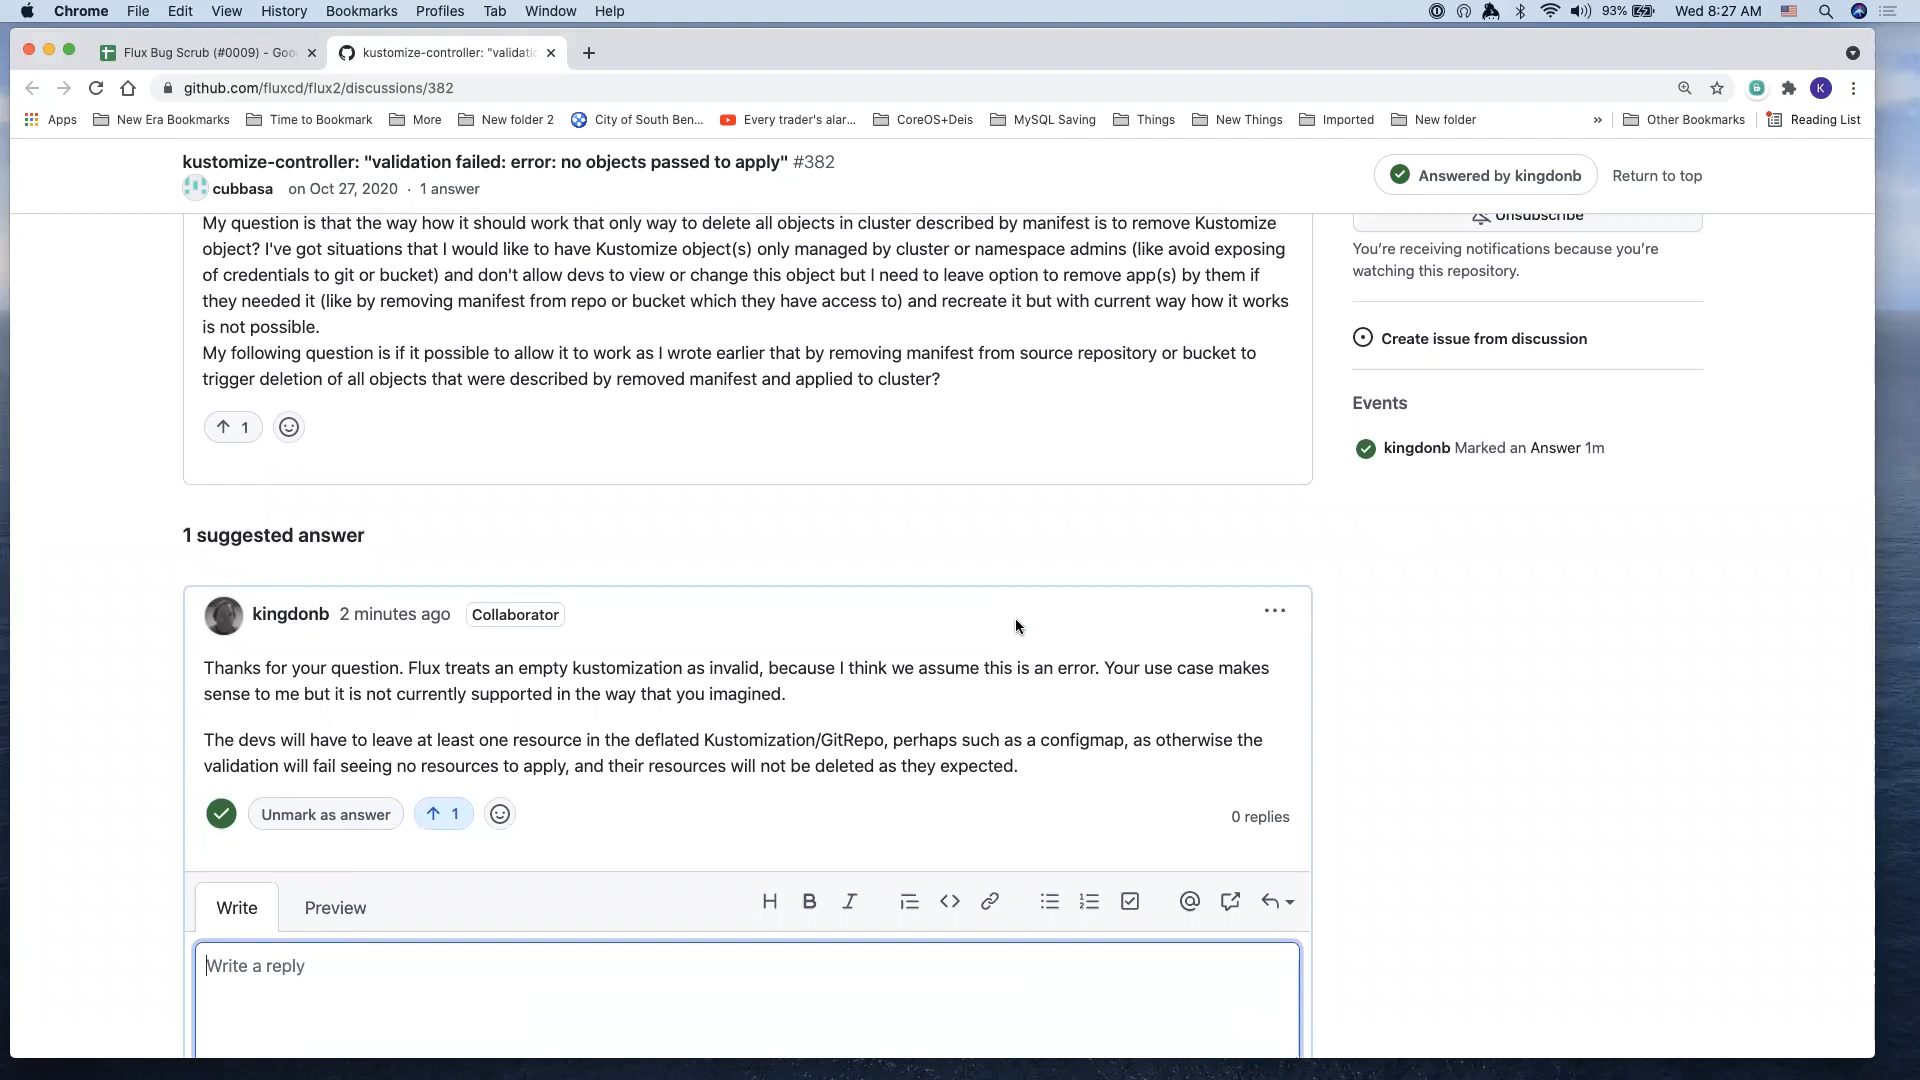 Chrome File Edit View History Bookmarks Profiles Tab Window Help 93% Wed 8:27 AM
Flux Bug Scrub (#0009) - Goo kustomize-controller: "validati
github.com/fluxcd/flux2/discussions/382 K
Apps New Era Bookmarks Time to Bookmark More New folder 2 City of South Ben... Every trader's alar... CoreOS+Deis MySQL Saving Things New Things Imported New folder » Other Bookmarks Reading List
kustomize-controller: "validation failed: error: no objects passed to apply" #382
cubbasa on Oct 27, 2020 · 1 answer
Answered by kingdonb Return to top
My question is that the way how it should work that only way to delete all objects in cluster described by manifest is to remove Kustomize
object? I've got situations that I would like to have Kustomize object(s) only managed by cluster or namespace admins (like avoid exposing
of credentials to git or bucket) and don't allow devs to view or change this object but I need to leave option to remove app(s) by them if
they needed it (like by removing manifest from repo or bucket which they have access to) and recreate it but with current way how it works
is not possible.
My following question is if it possible to allow it to work as I wrote earlier that by removing manifest from source repository or bucket to
trigger deletion of all objects that were described by removed manifest and applied to cluster?
1
Unsubscribe
You're receiving notifications because you're
watching this repository.
Create issue from discussion
Events
kingdonb Marked an Answer 1m
1 suggested answer
kingdonb 2 minutes ago Collaborator
Thanks for your question. Flux treats an empty kustomization as invalid, because I think we assume this is an error. Your use case makes
sense to me but it is not currently supported in the way that you imagined.
The devs will have to leave at least one resource in the deflated Kustomization/GitRepo, perhaps such as a configmap, as otherwise the
validation will fail seeing no resources to apply, and their resources will not be deleted as they expected.
Unmark as answer 1 0 replies
Write Preview
Write a reply